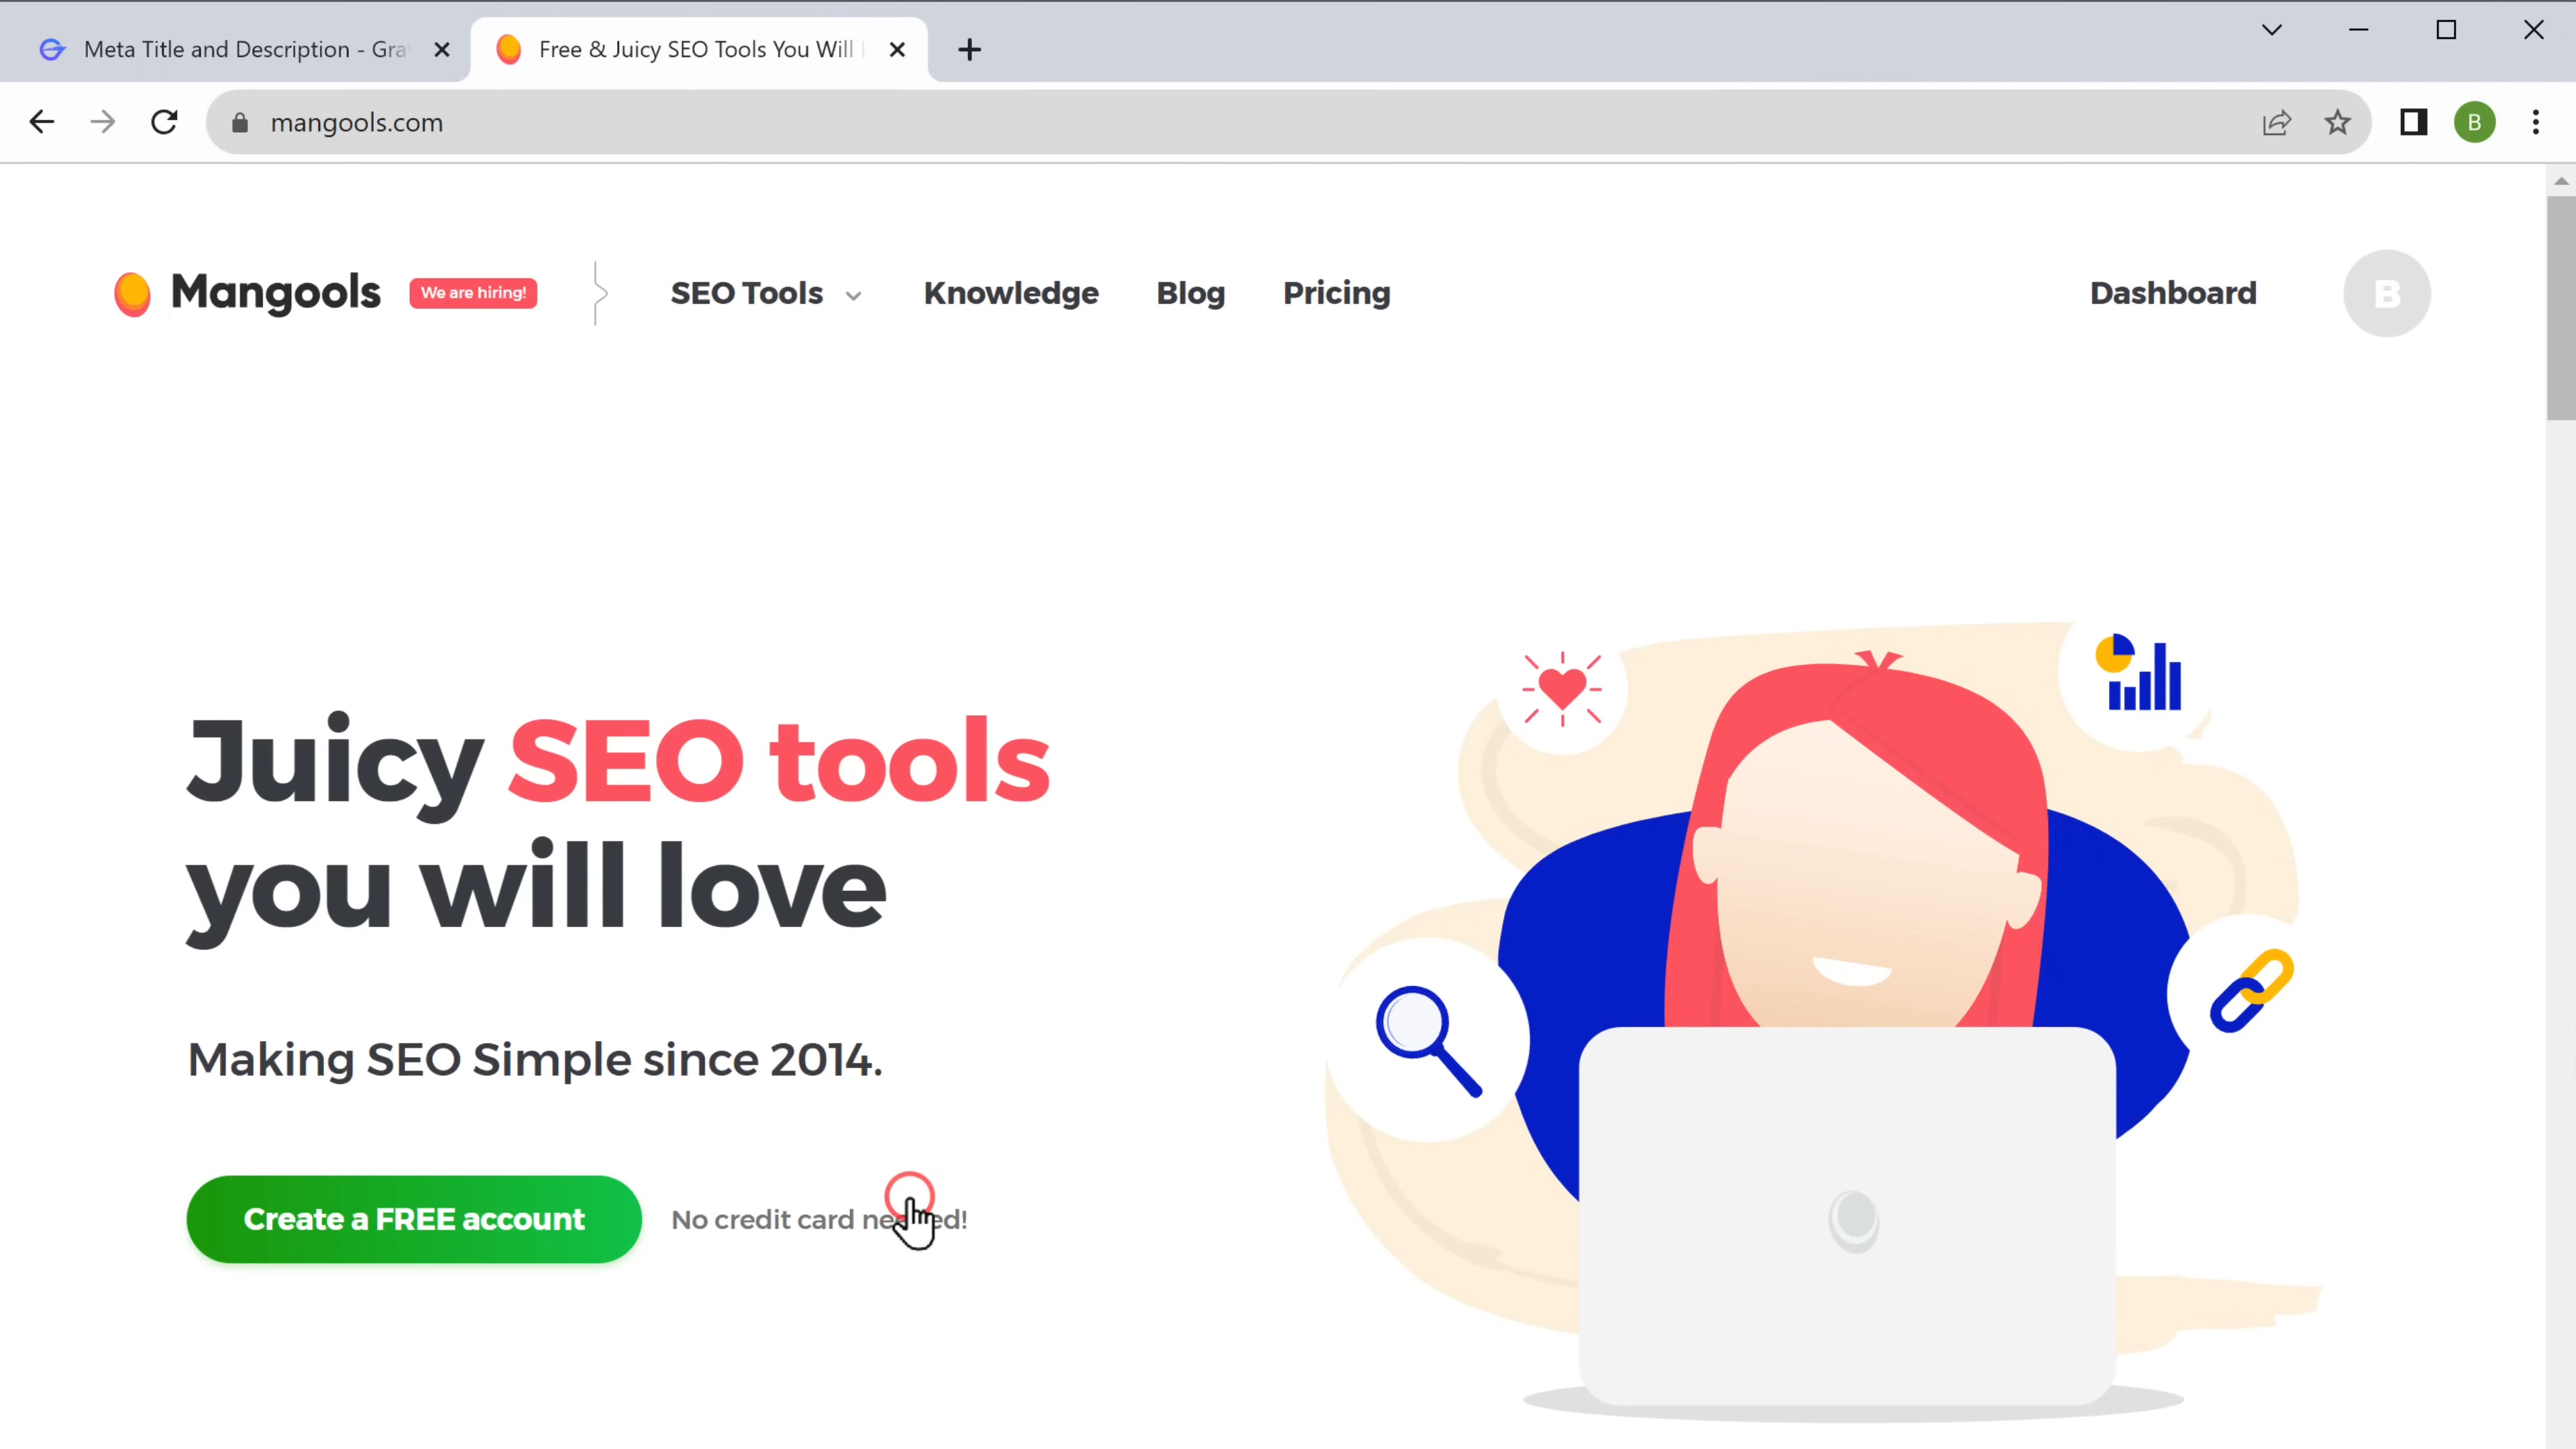 Meta Title and Description - Gra
Free & Juicy SEO Tools You Will
mangools.com
B
Mangools
We are hiring!
SEO Tools
Knowledge
Blog
Pricing
Dashboard
B
Juicy SEO tools
you will love
Making SEO Simple since 2014.
Create a FREE account
No credit card needed!